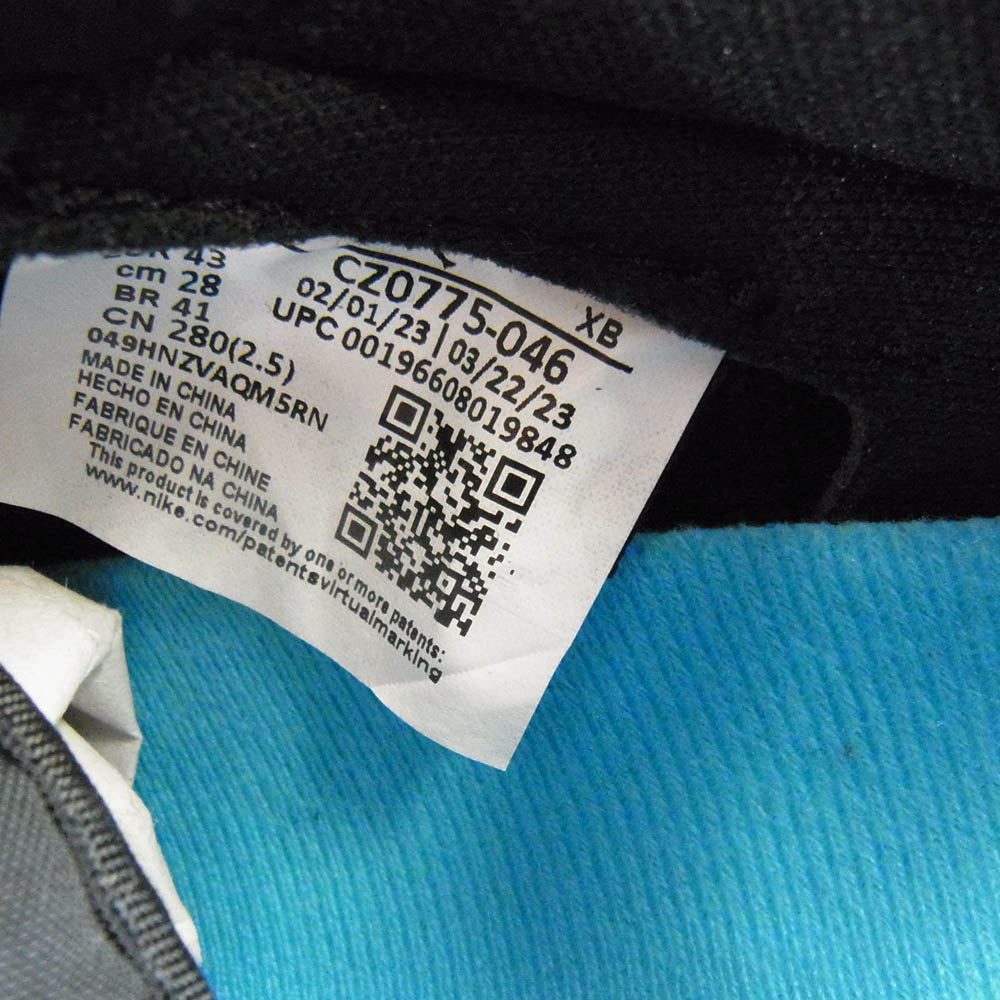 43
cm 28
BR 41
CN 280(2.5)
049HNZVAQM5RN
MADE IN CHINA
HECHO EN CHINA
FABRIQUE EN CHINE
FABRICADO NA CHINA
This product is covered by one or more patents:
www.nike.com/patentsvirtualmarking
XB
CZ0775-046
02/01/23 | 03/22/23
UPC 00196608019848